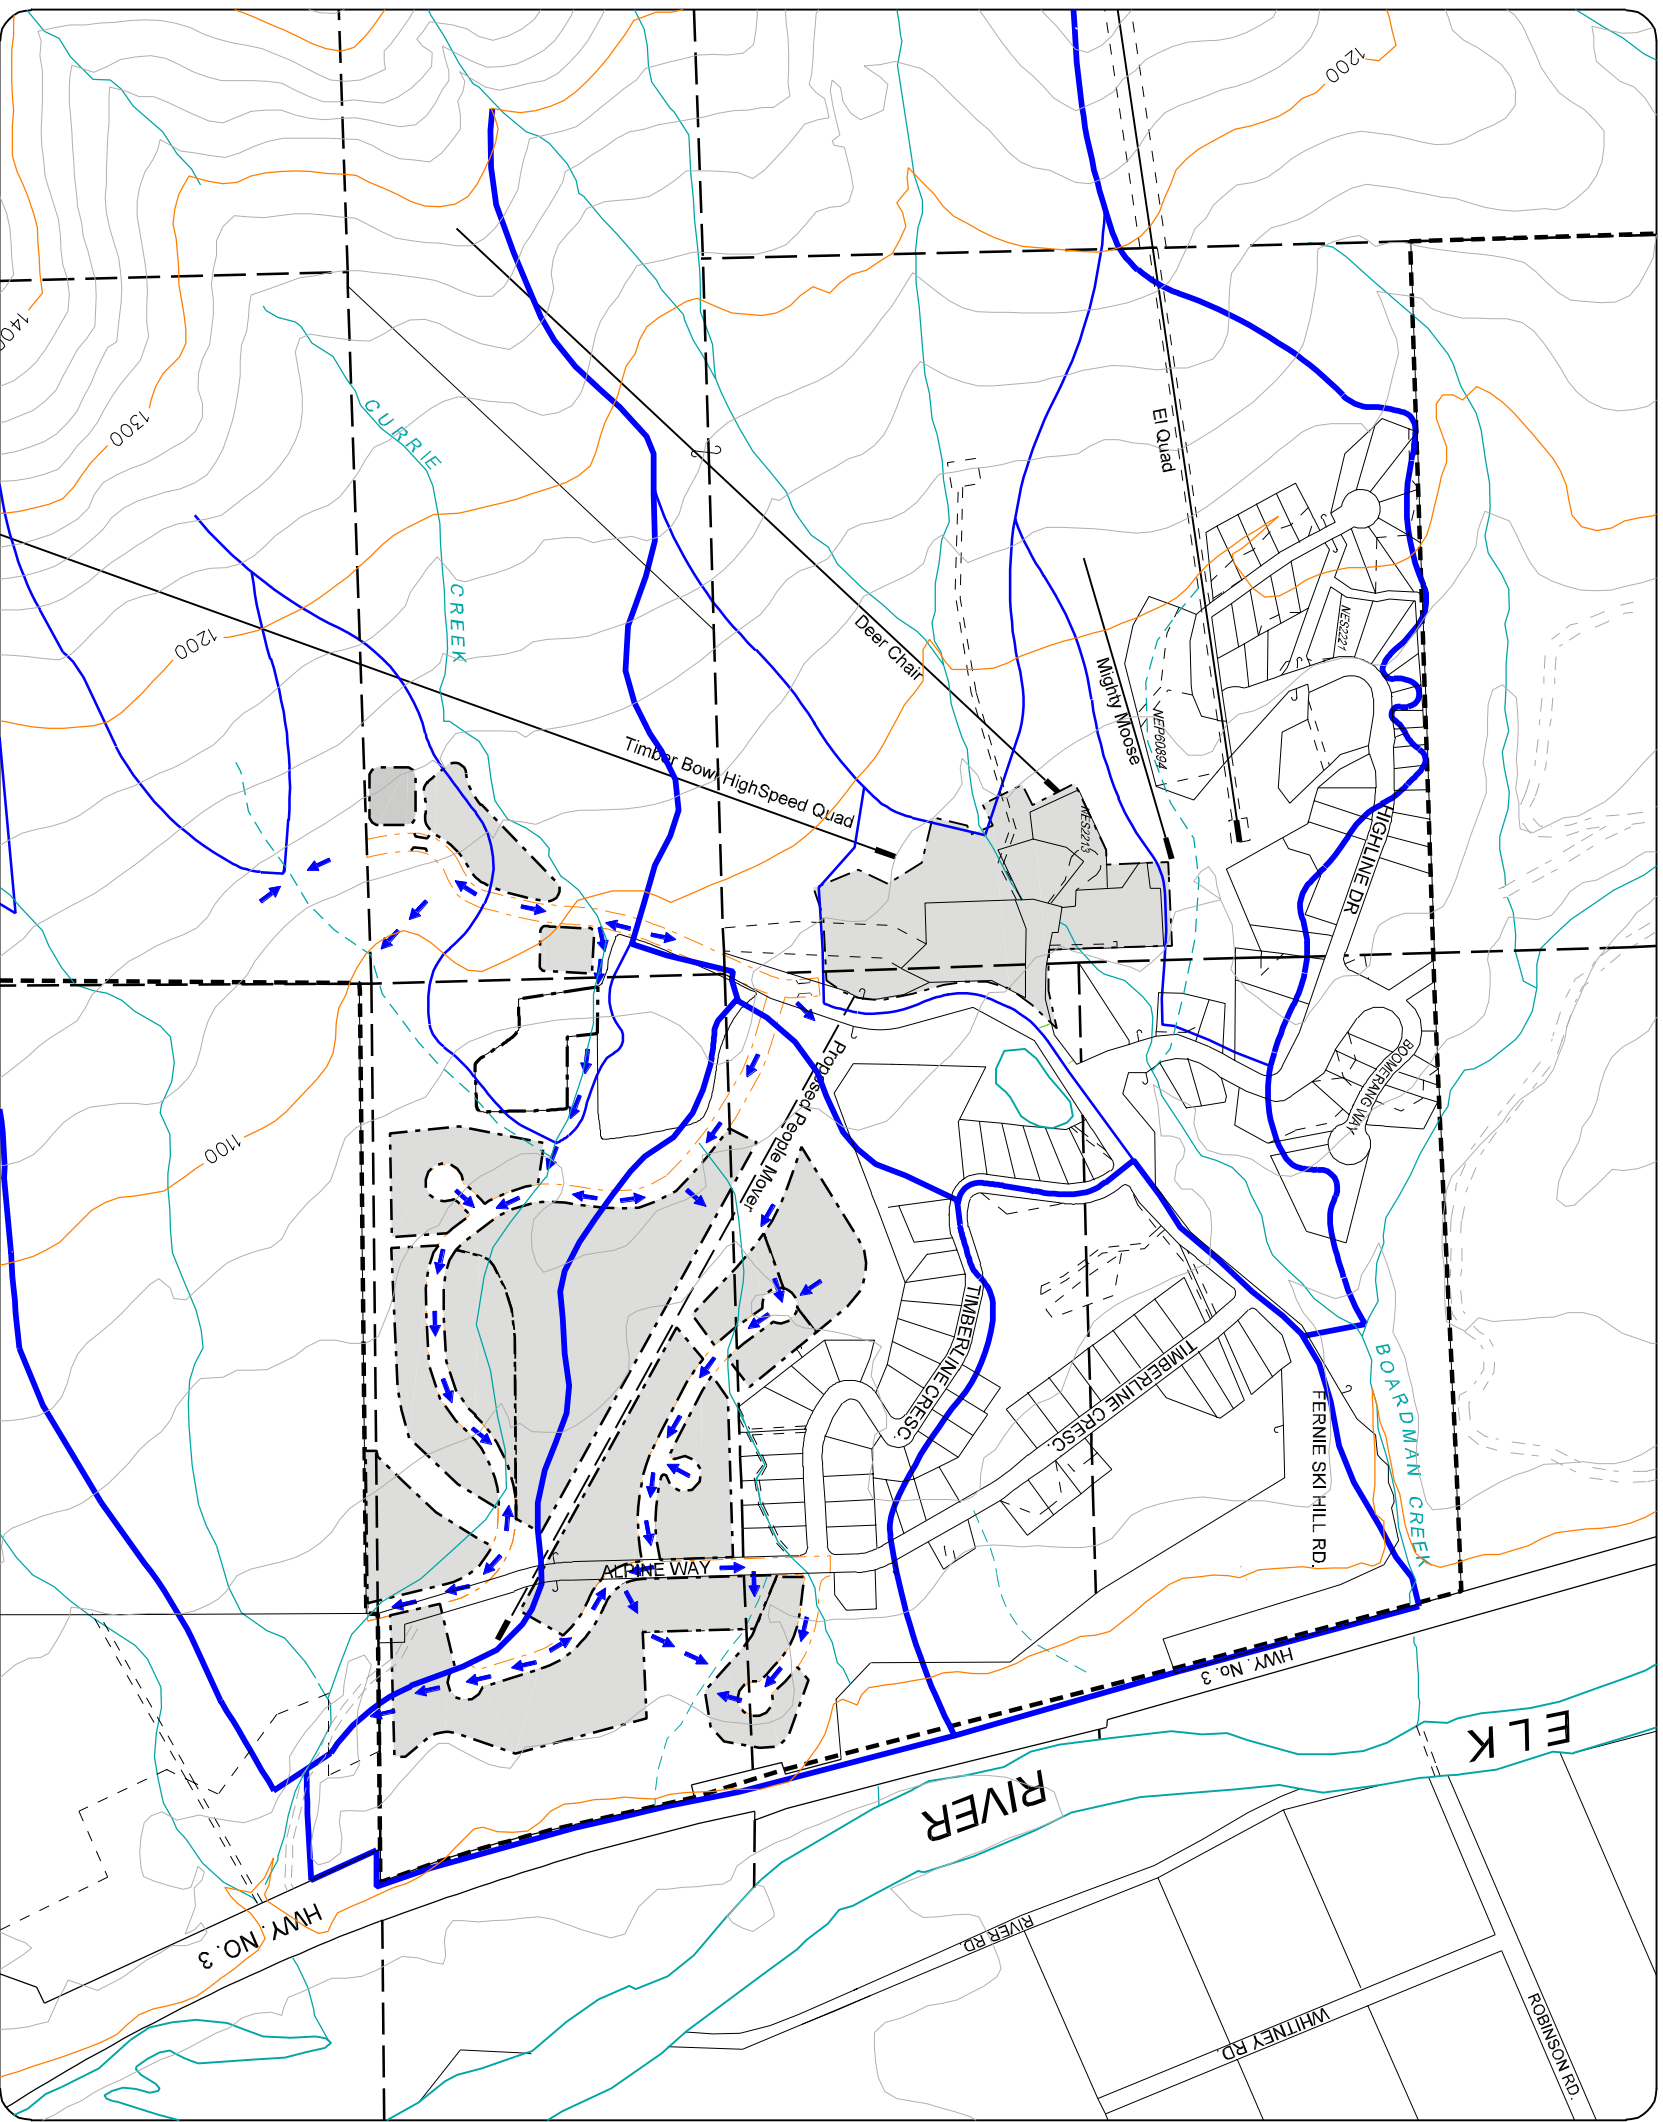 1200
1400
1300
CURRIE
El Quad
CREEK
1200
NES2221
Deer Chair
Mighty Moose
NEP60894
Timber Bowl HighSpeed Quad
NES2213
HIGHLINE DR
Proposed People Mover
BOOMERANG WAY
1100
TIMBERLINE CRESC.
TIMBERLINE CRESC.
BOARDMAN CREEK
FERNIE SKI HILL RD.
ALPINE WAY
HWY. No. 3
ELK
RIVER
HWY. NO. 3
RIVER RD.
WHITNEY RD.
ROBINSON RD.